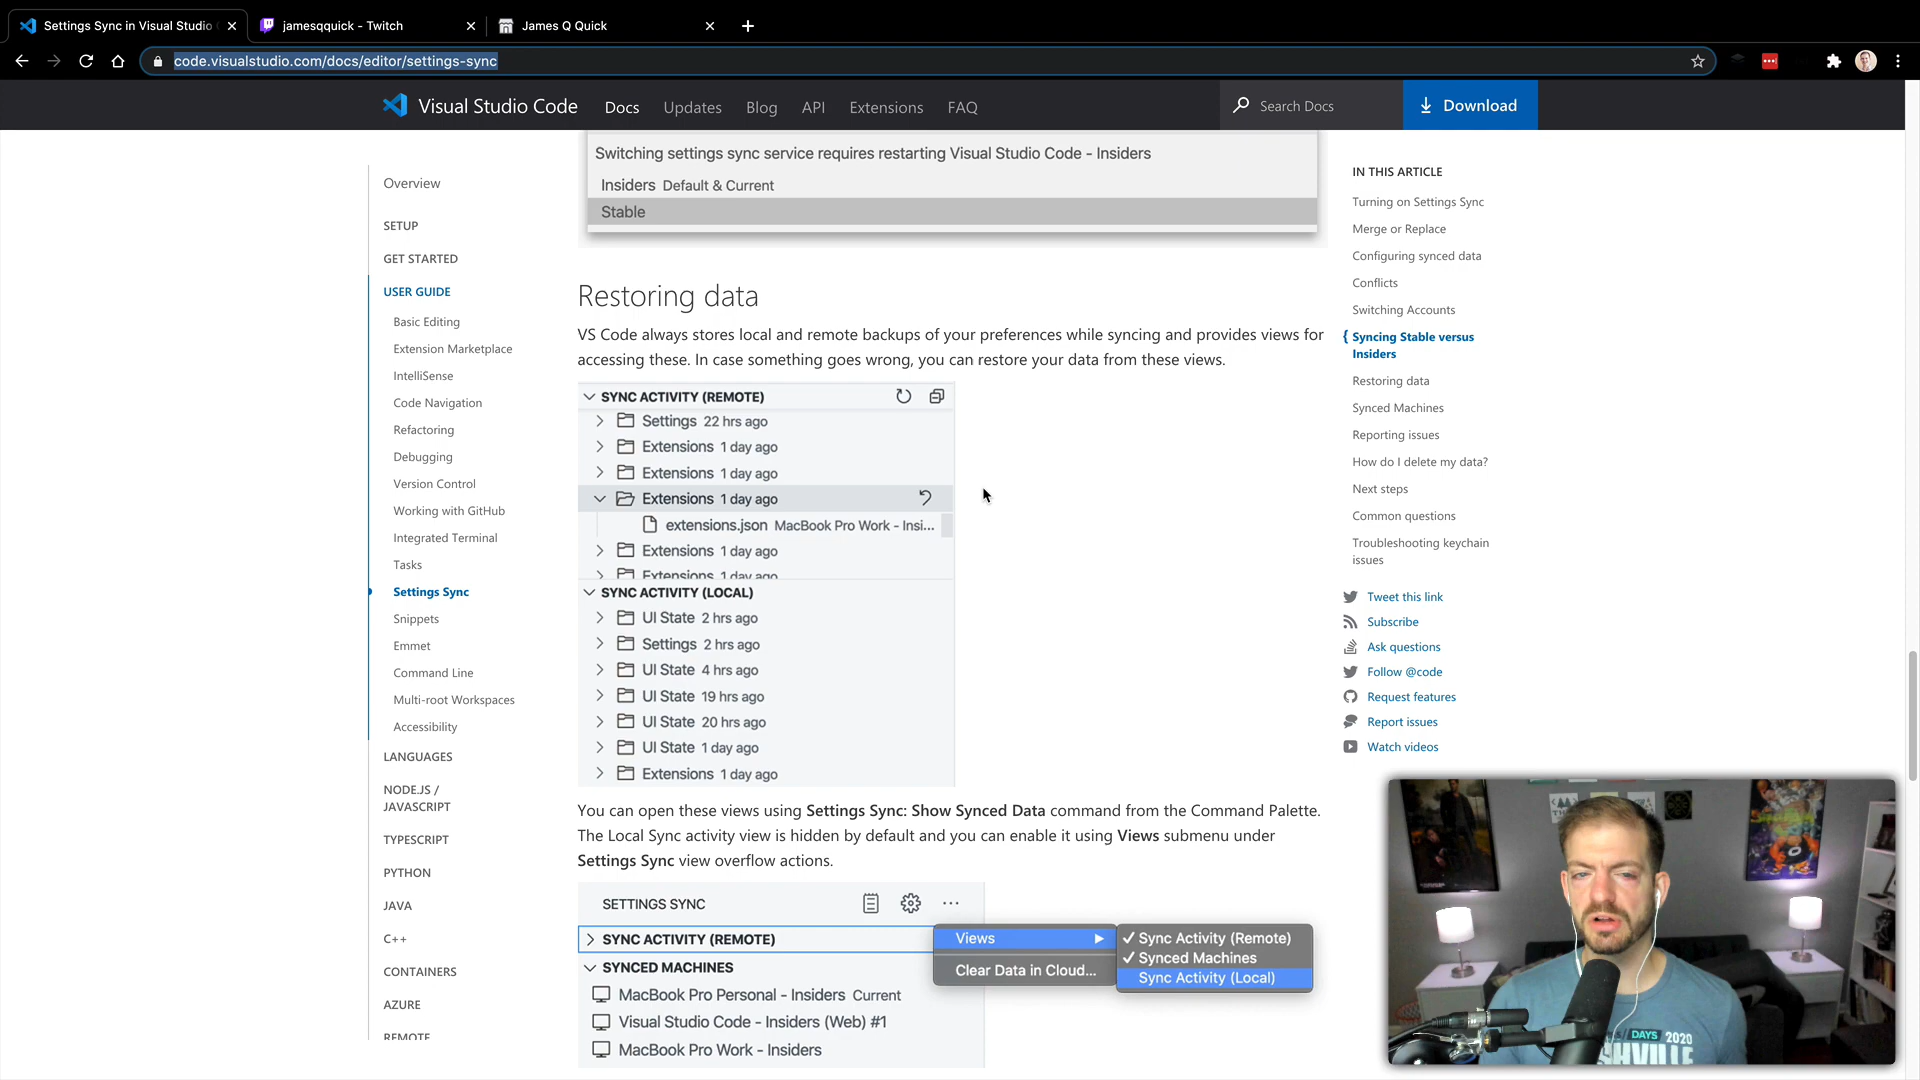 Settings Sync in Visual Studio
jamesqquick - Twitch
James Q Quick
code.visualstudio.com/docs/editor/settings-sync
Visual Studio Code
Docs
Updates
Blog
API
Extensions
FAQ
Search Docs
Download
Overview
SETUP
GET STARTED
USER GUIDE
Basic Editing
Extension Marketplace
IntelliSense
Code Navigation
Refactoring
Debugging
Version Control
Working with GitHub
Integrated Terminal
Tasks
Settings Sync
Snippets
Emmet
Command Line
Multi-root Workspaces
Accessibility
LANGUAGES
NODE.JS /
JAVASCRIPT
TYPESCRIPT
PYTHON
JAVA
C++
CONTAINERS
AZURE
REMOTE
Switching settings sync service requires restarting Visual Studio Code - Insiders
Insiders Default & Current
Stable
Restoring data
VS Code always stores local and remote backups of your preferences while syncing and provides views for
accessing these. In case something goes wrong, you can restore your data from these views.
SYNC ACTIVITY (REMOTE)
Settings 22 hrs ago
Extensions 1 day ago
Extensions 1 day ago
Extensions 1 day ago
extensions.json MacBook Pro Work - Insi...
Extensions 1 day ago
Extensions 1 day ago
SYNC ACTIVITY (LOCAL)
UI State 2 hrs ago
Settings 2 hrs ago
UI State 4 hrs ago
UI State 19 hrs ago
UI State 20 hrs ago
UI State 1 day ago
Extensions 1 day ago
You can open these views using Settings Sync: Show Synced Data command from the Command Palette.
The Local Sync activity view is hidden by default and you can enable it using Views submenu under
Settings Sync view overflow actions.
SETTINGS SYNC
SYNC ACTIVITY (REMOTE)
SYNCED MACHINES
MacBook Pro Personal - Insiders Current
Visual Studio Code - Insiders (Web) #1
MacBook Pro Work - Insiders
Views
Clear Data in Cloud...
✓ Sync Activity (Remote)
✓ Synced Machines
Sync Activity (Local)
IN THIS ARTICLE
Turning on Settings Sync
Merge or Replace
Configuring synced data
Conflicts
Switching Accounts
Syncing Stable versus
Insiders
Restoring data
Synced Machines
Reporting issues
How do I delete my data?
Next steps
Common questions
Troubleshooting keychain
issues
Tweet this link
Subscribe
Ask questions
Follow @code
Request features
Report issues
Watch videos
DAYS 2020